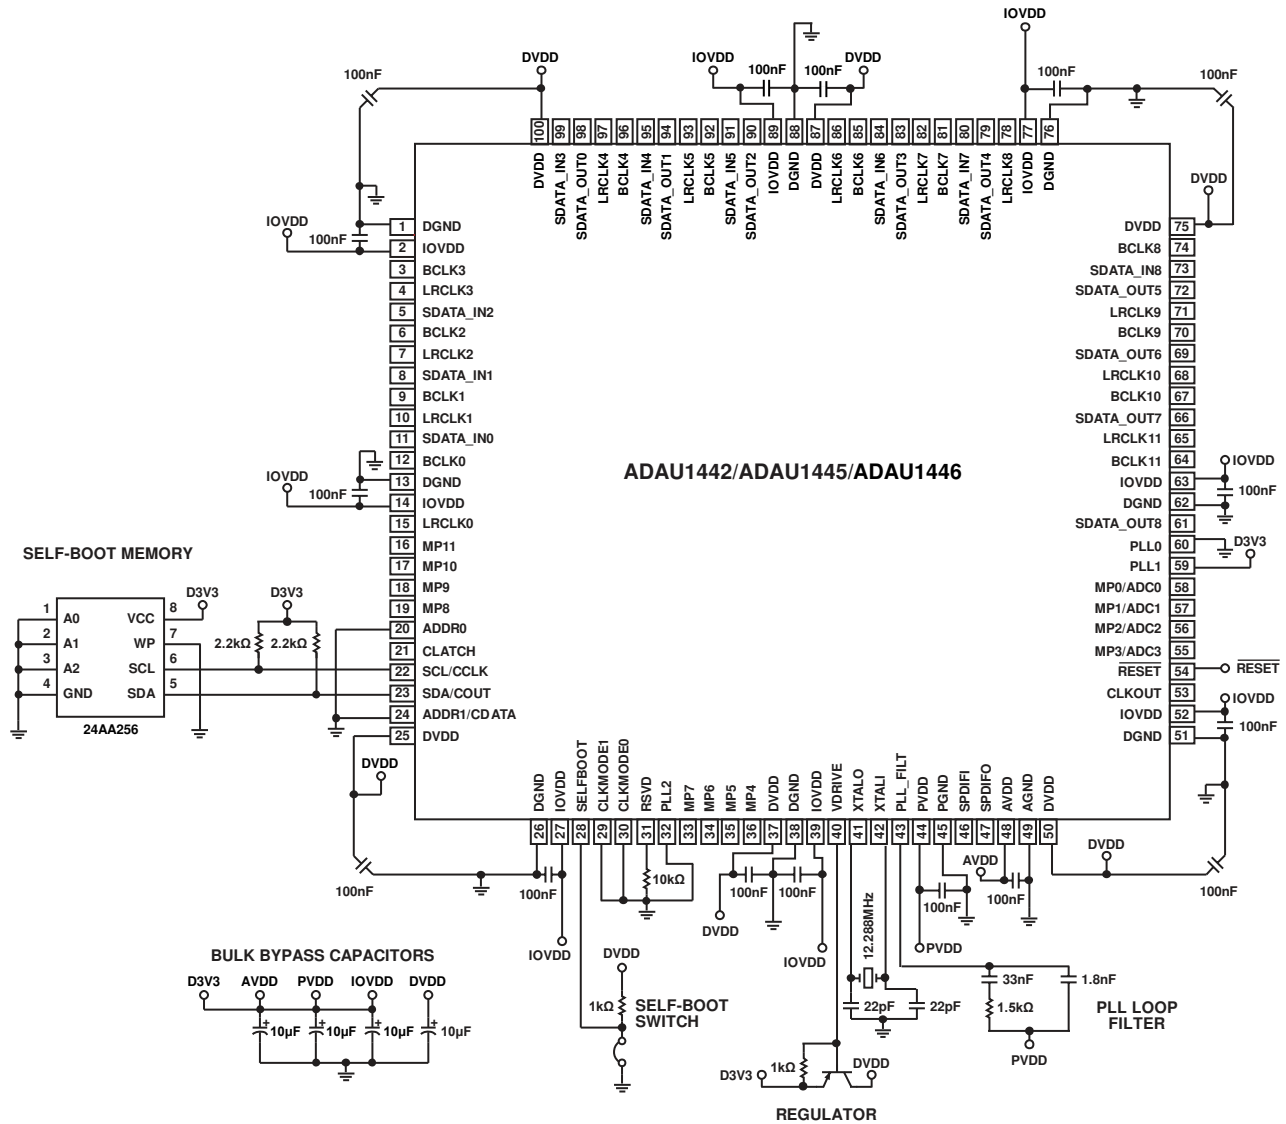 IOVDD
DVDD
IOVDD
DVDD
100nF
100nF
100nF
100nF
100nF
100 99 98 97 96 95 94 93 92 91 90 89 88 87 86 85 84 83 82 81 80 79 78 77 76
DVDD
SDATA_IN3
SDATA_OUT0
LRCLK4
BCLK4
SDATA_IN4
SDATA_OUT1
LRCLK5
BCLK5
SDATA_IN5
SDATA_OUT2
IOVDD
DGND
DVDD
LRCLK6
BCLK6
SDATA_IN6
SDATA_OUT3
LRCLK7
BCLK7
SDATA_IN7
SDATA_OUT4
LRCLK8
IOVDD
DGND
IOVDD
100nF
1 DGND
2 IOVDD
3 BCLK3
4 LRCLK3
5 SDATA_IN2
6 BCLK2
7 LRCLK2
8 SDATA_IN1
9 BCLK1
10 LRCLK1
11 SDATA_IN0
12 BCLK0
13 DGND
14 IOVDD
15 LRCLK0
16 MP11
17 MP10
18 MP9
19 MP8
20 ADDR0
21 CLATCH
22 SCL/CCLK
23 SDA/COUT
24 ADDR1/CDATA
25 DVDD
IOVDD
100nF
ADAU1442/ADAU1445/ADAU1446
DVDD
DVDD 75
BCLK8 74
SDATA_IN8 73
SDATA_OUT5 72
LRCLK9 71
BCLK9 70
SDATA_OUT6 69
LRCLK10 68
BCLK10 67
SDATA_OUT7 66
LRCLK11 65
BCLK11 64
IOVDD 63
DGND 62
SDATA_OUT8 61
PLL0 60
PLL1 59
MP0/ADC0 58
MP1/ADC1 57
MP2/ADC2 56
MP3/ADC3 55
RESET 54
CLKOUT 53
IOVDD 52
DGND 51
IOVDD
100nF
D3V3
RESET
IOVDD
100nF
SELF-BOOT MEMORY
D3V3
D3V3
1 A0
2 A1
3 A2
4 GND
VCC 8
WP 7
SCL 6
SDA 5
24AA256
2.2kΩ 2.2kΩ
DVDD
100nF
DGND
IOVDD
SELFBOOT
CLKMODE1
CLKMODE0
RSVD
PLL2
MP7
MP6
MP5
MP4
DVDD
DGND
IOVDD
VDRIVE
XTALO
XTALI
PLL_FILT
PVDD
PGND
SPDIFI
SPDIFO
AVDD
AGND
DVDD
26 27 28 29 30 31 32 33 34 35 36 37 38 39 40 41 42 43 44 45 46 47 48 49 50
100nF
IOVDD
10kΩ
100nF
100nF
DVDD
IOVDD
12.288MHz
22pF
22pF
100nF
PVDD
AVDD
100nF
DVDD
100nF
BULK BYPASS CAPACITORS
D3V3
AVDD
PVDD
IOVDD
DVDD
+
10µF
+
10µF
+
10µF
+
10µF
DVDD
1kΩ
SELF-BOOT
SWITCH
D3V3
1kΩ
DVDD
REGULATOR
33nF
1.8nF
1.5kΩ
PVDD
PLL LOOP
FILTER